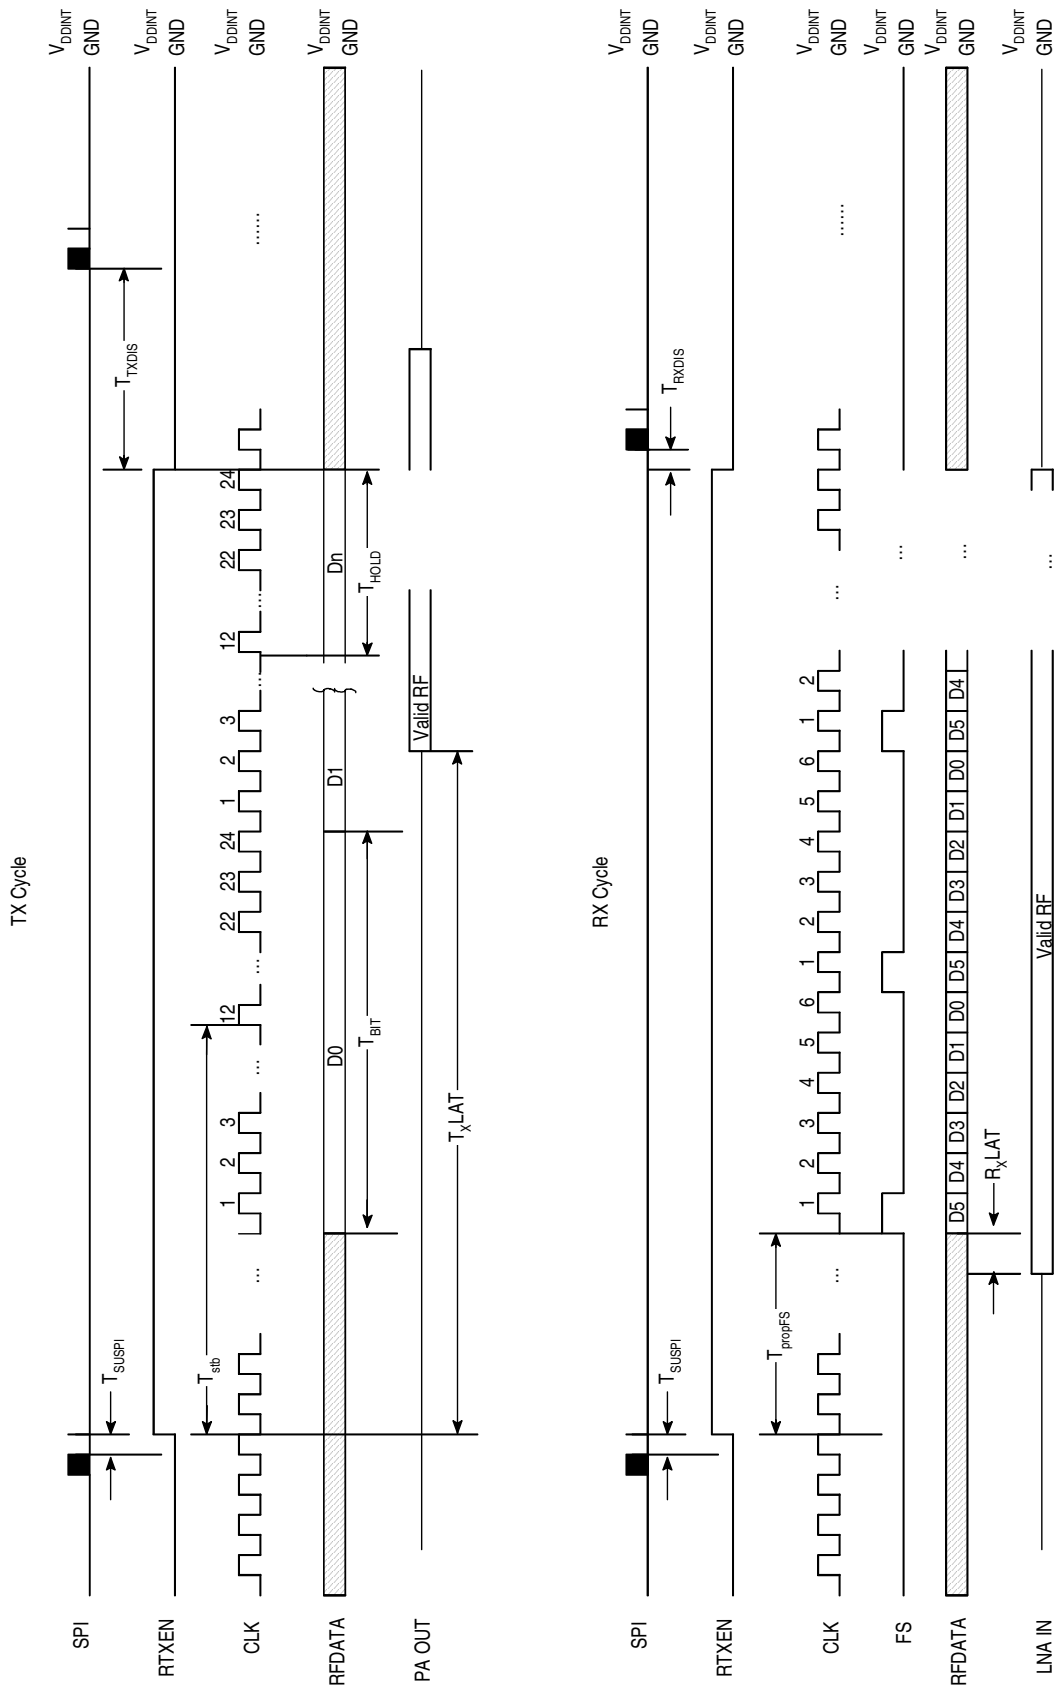 TX Cycle
SPI
V_DDINT
GND
T_SUSPI
T_TXDIS
RTXEN
V_DDINT
GND
T_stb
CLK
... 1 2 3 ... 12 ... 22 23 24 1 2 3 ... 12 .... 22 23 24 ......
V_DDINT
GND
RFDATA
D0 D1 Dn
V_DDINT
GND
T_BIT
T_HOLD
PA OUT
Valid RF
T_XLAT
RX Cycle
SPI
V_DDINT
GND
T_SUSPI
T_RXDIS
RTXEN
V_DDINT
GND
T_propFS
CLK
... 1 2 3 4 5 6 1 2 3 4 5 6 1 2 ... ......
V_DDINT
GND
FS
...
V_DDINT
GND
RFDATA
D5 D4 D3 D2 D1 D0 D5 D4 D3 D2 D1 D0 D5 D4 ...
V_DDINT
GND
R_XLAT
LNA IN
Valid RF ...
V_DDINT
GND